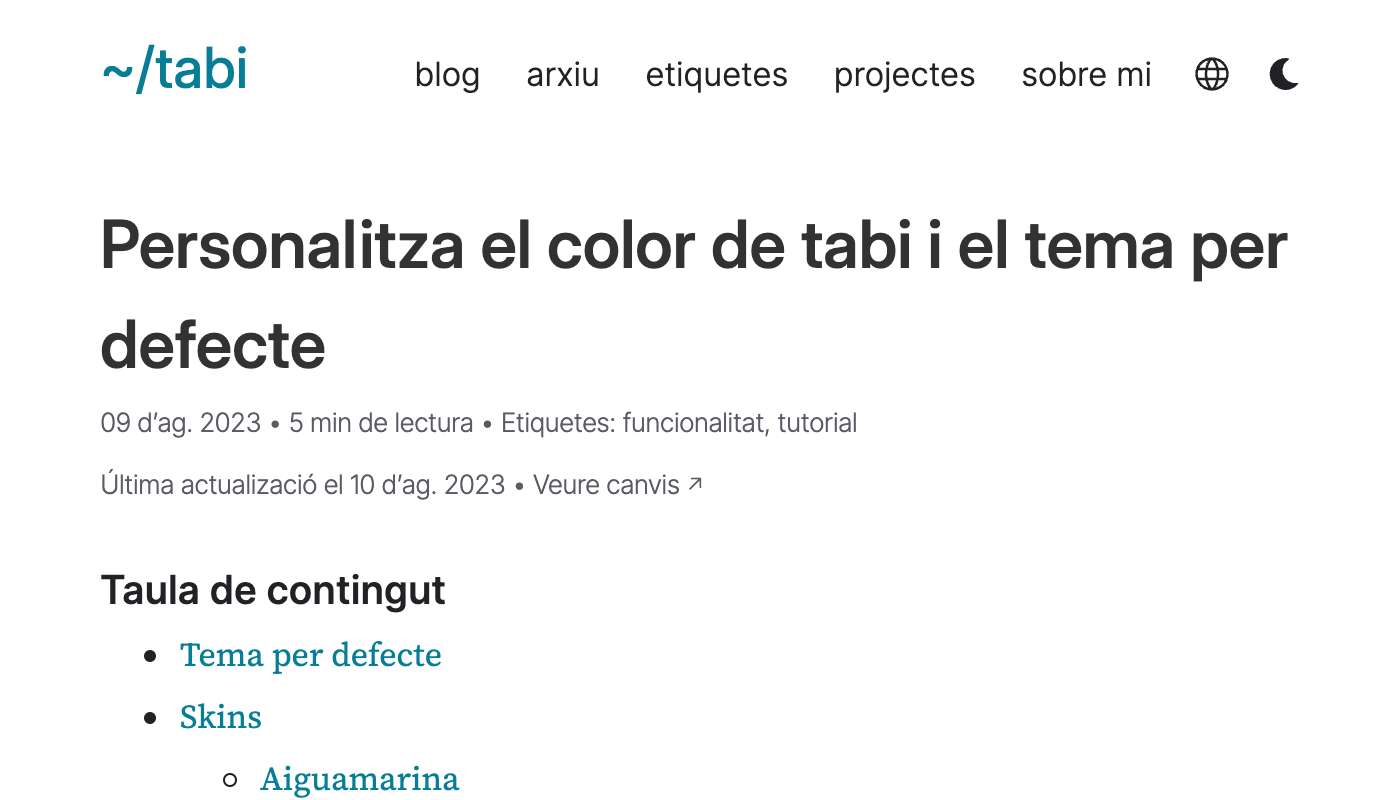 ~/tabi
blog arxiu etiquetes projectes sobre mi
Personalitza el color de tabi i el tema per
defecte
09 d’ag. 2023 • 5 min de lectura • Etiquetes: funcionalitat, tutorial
Última actualizació el 10 d’ag. 2023 • Veure canvis ↗
Taula de contingut
Tema per defecte
Skins
Aiguamarina